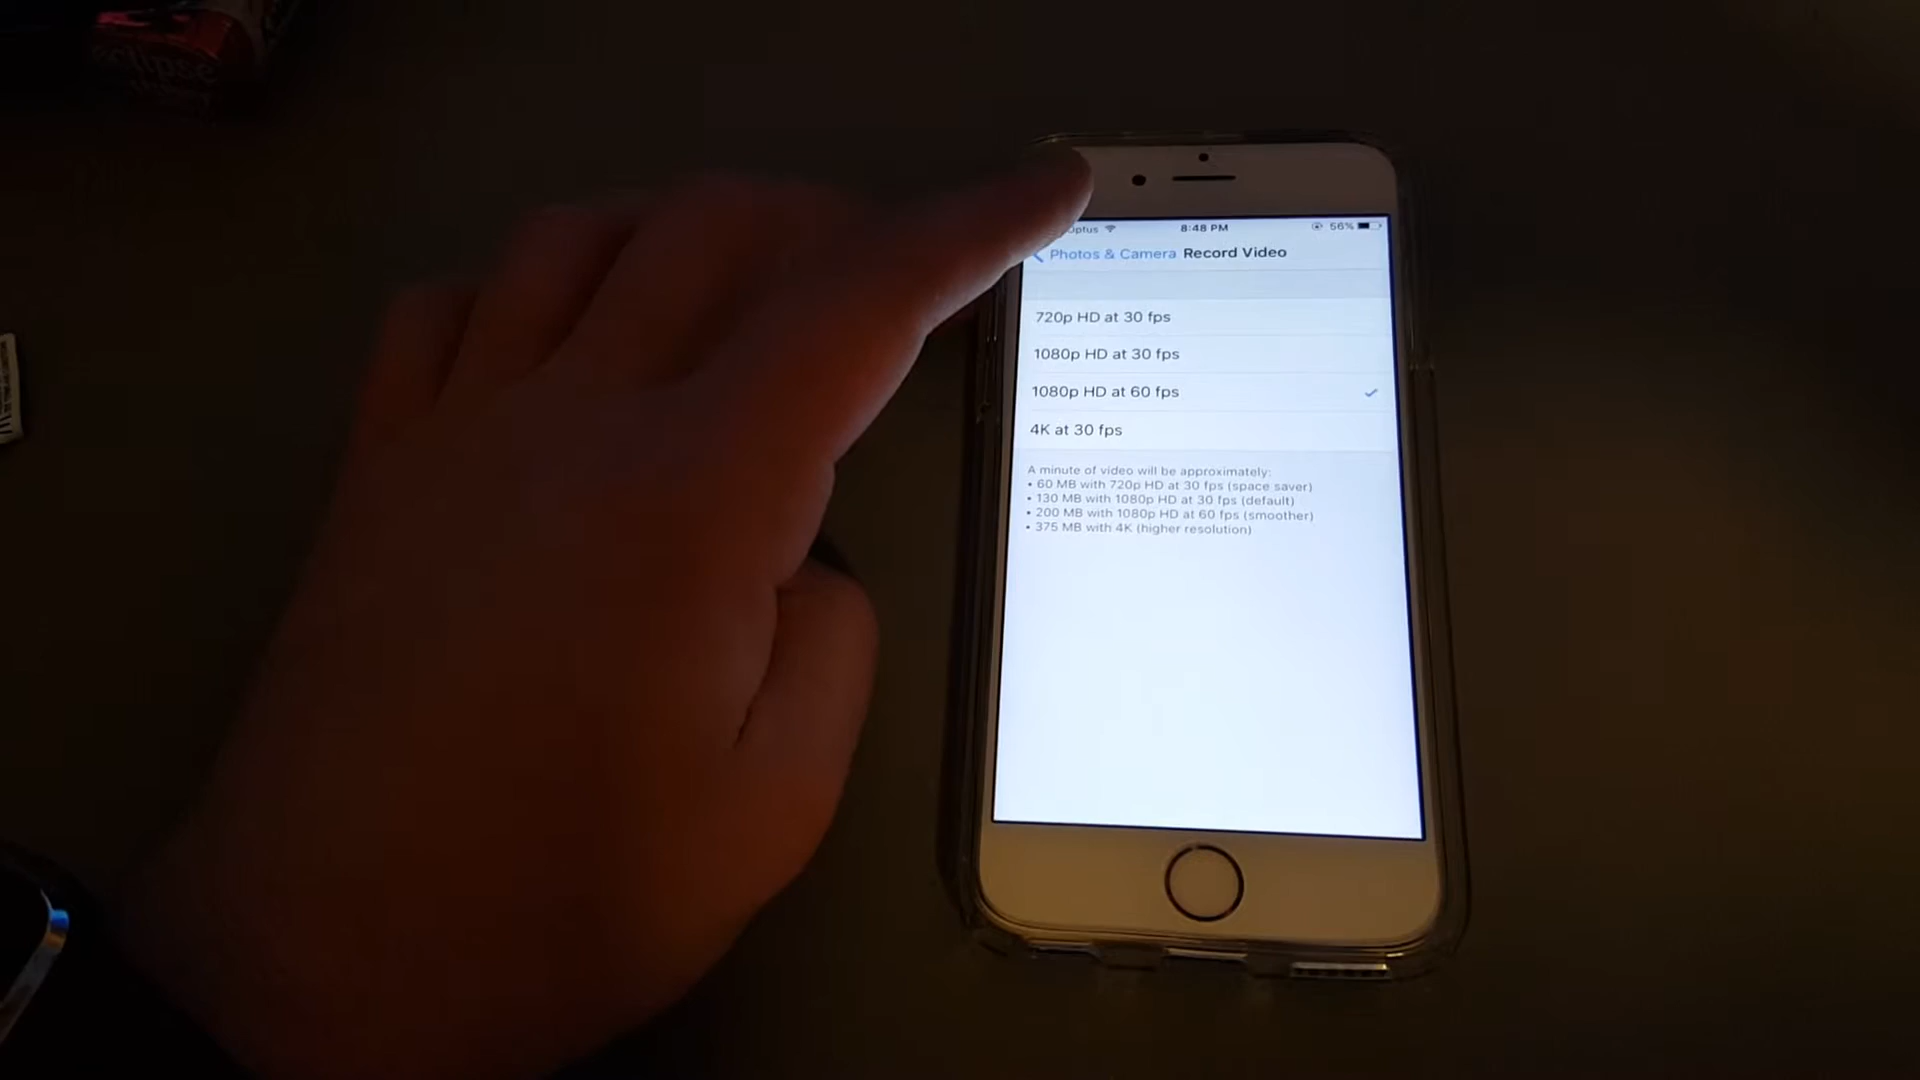 eclipse
Optus 8:48 PM 56%
Photos & Camera Record Video
720p HD at 30 fps
1080p HD at 30 fps
1080p HD at 60 fps
4K at 30 fps
A minute of video will be approximately:
• 60 MB with 720p HD at 30 fps (space saver)
• 130 MB with 1080p HD at 30 fps (default)
• 200 MB with 1080p HD at 60 fps (smoother)
• 375 MB with 4K (higher resolution)